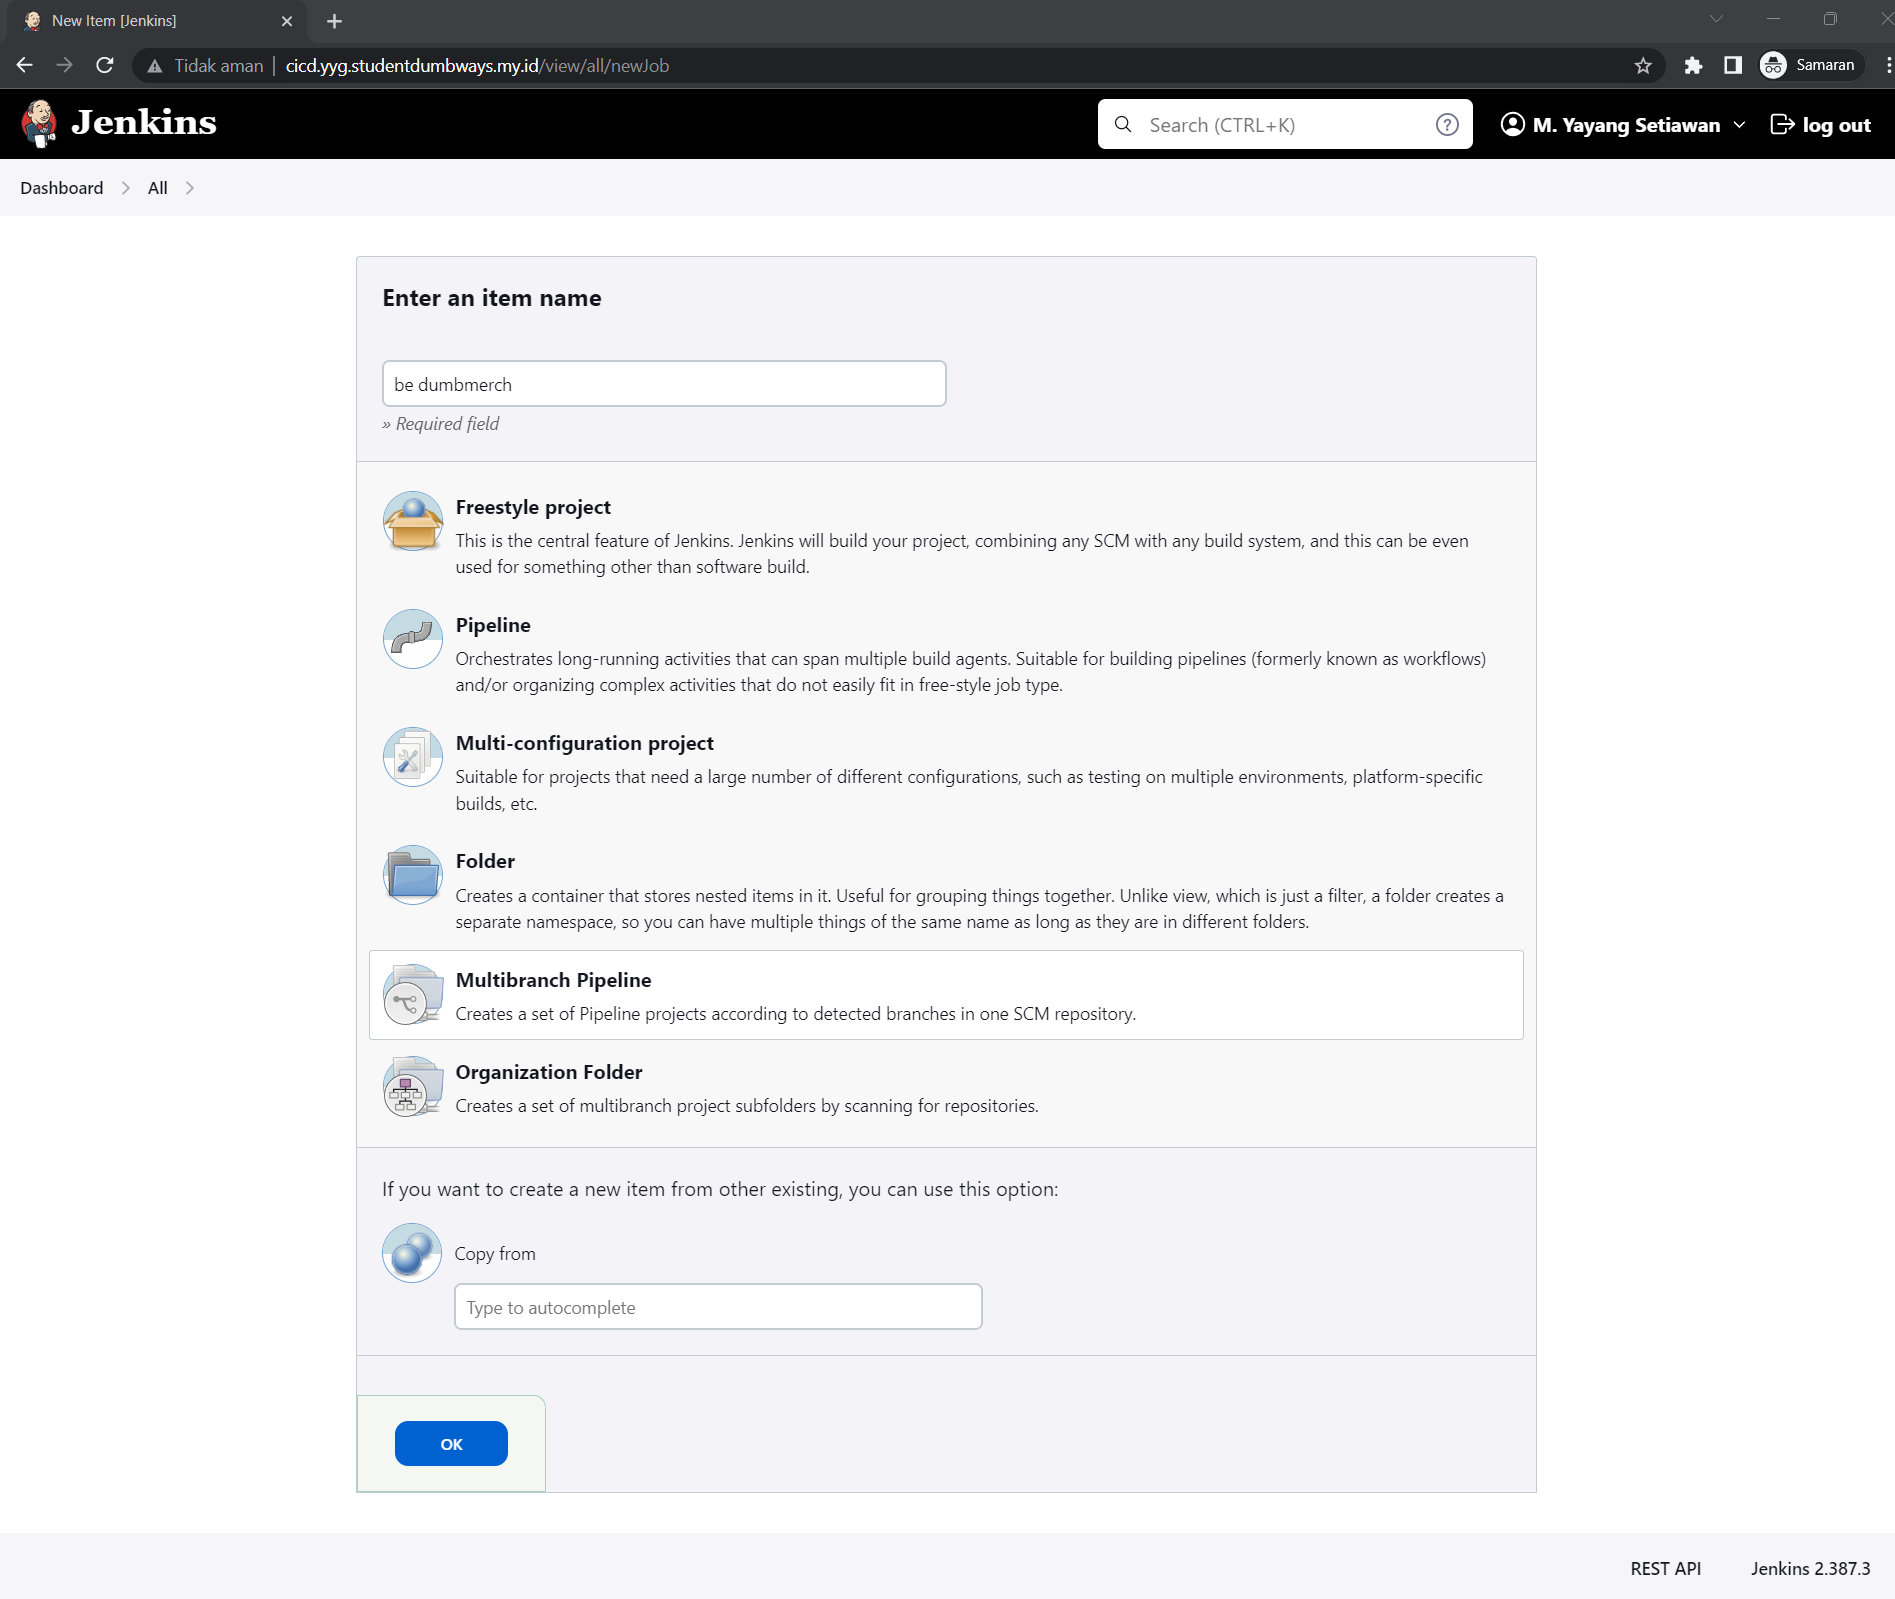 New Item [Jenkins]
Tidak aman | cicd.yyg.studentdumbways.my.id/view/all/newJob
Samaran
Jenkins
Search (CTRL+K)
M. Yayang Setiawan
log out
Dashboard
All
Enter an item name
be dumbmerch
» Required field
Freestyle project
This is the central feature of Jenkins. Jenkins will build your project, combining any SCM with any build system, and this can be even
used for something other than software build.
Pipeline
Orchestrates long-running activities that can span multiple build agents. Suitable for building pipelines (formerly known as workflows)
and/or organizing complex activities that do not easily fit in free-style job type.
Multi-configuration project
Suitable for projects that need a large number of different configurations, such as testing on multiple environments, platform-specific
builds, etc.
Folder
Creates a container that stores nested items in it. Useful for grouping things together. Unlike view, which is just a filter, a folder creates a
separate namespace, so you can have multiple things of the same name as long as they are in different folders.
Multibranch Pipeline
Creates a set of Pipeline projects according to detected branches in one SCM repository.
Organization Folder
Creates a set of multibranch project subfolders by scanning for repositories.
If you want to create a new item from other existing, you can use this option:
Copy from
Type to autocomplete
OK
REST API
Jenkins 2.387.3